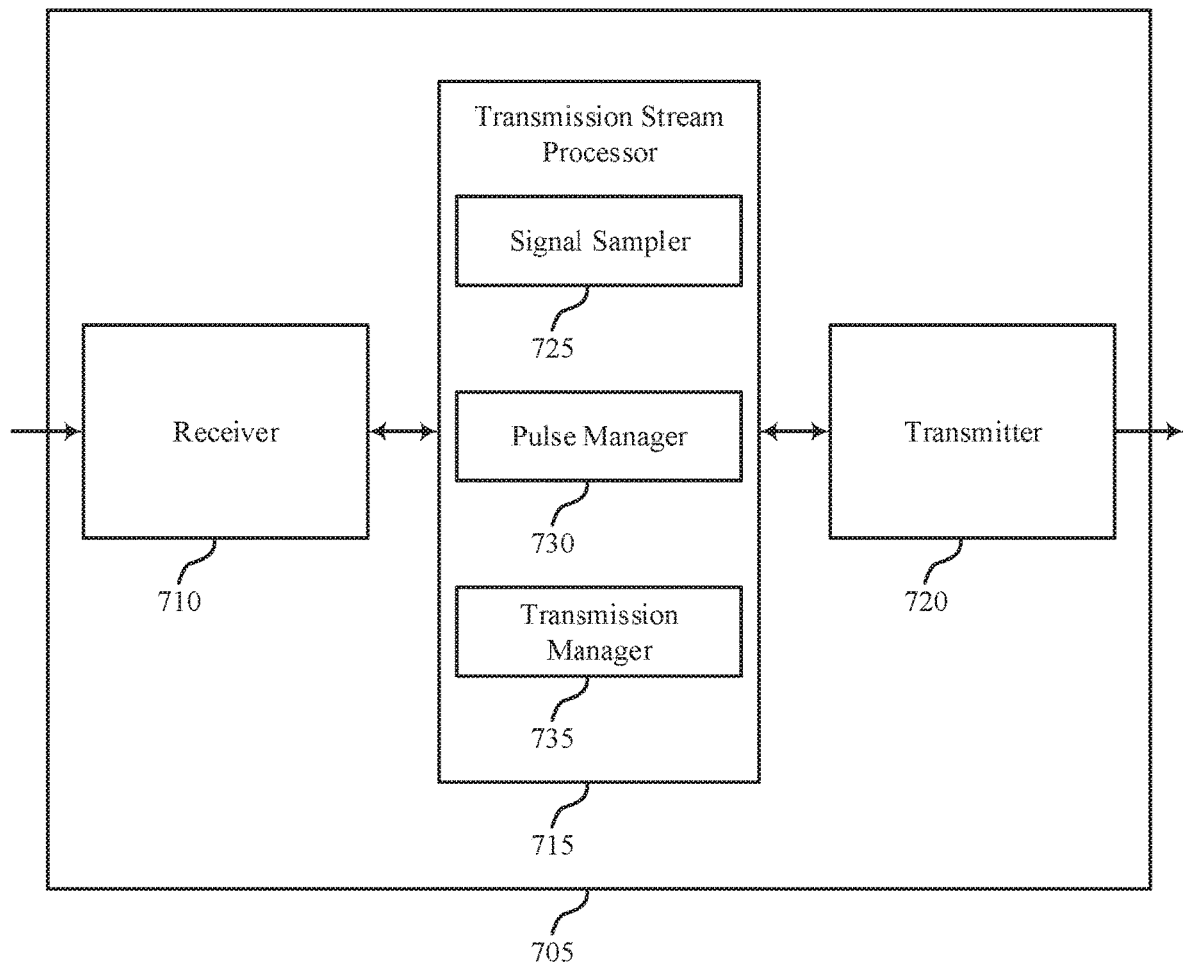 Transmission Stream
Processor
Signal Sampler
725
Receiver
710
Pulse Manager
730
Transmitter
720
Transmission
Manager
735
715
705